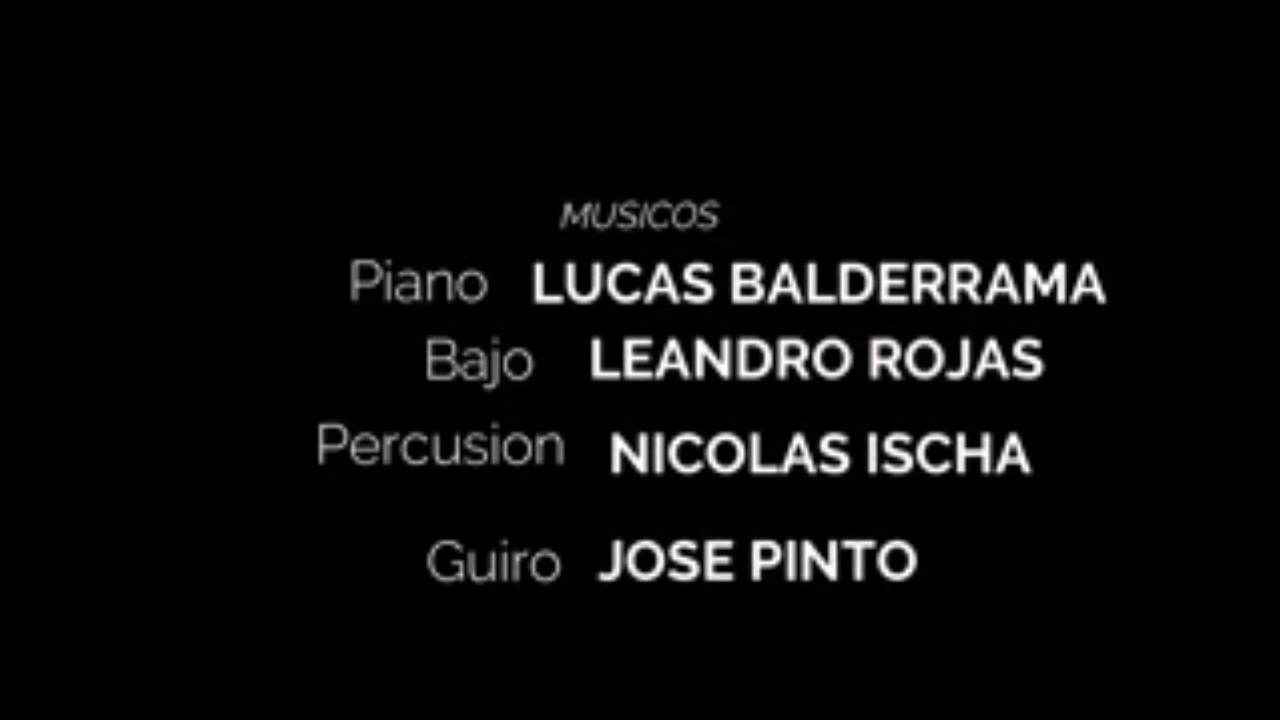 MUSICOS
Piano LUCAS BALDERRAMA
Bajo LEANDRO ROJAS
Percusion NICOLAS ISCHA
Guiro JOSE PINTO